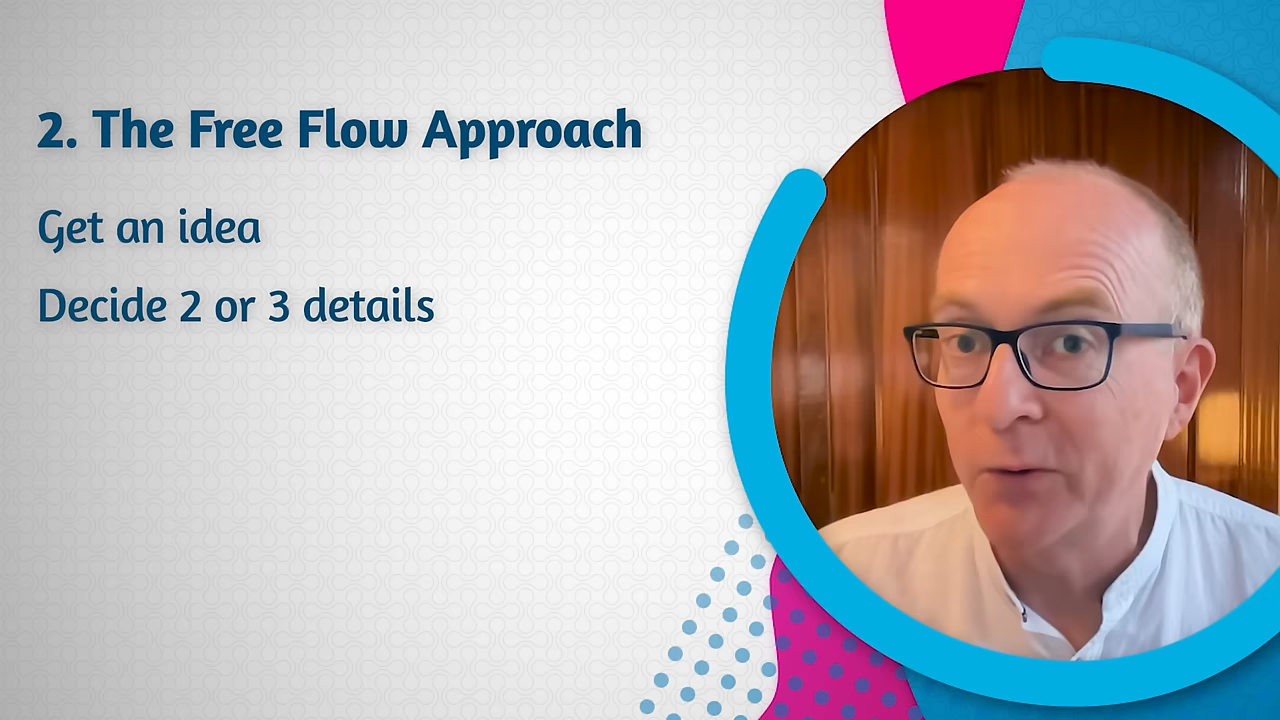 2. The Free Flow Approach
Get an idea
Decide 2 or 3 details